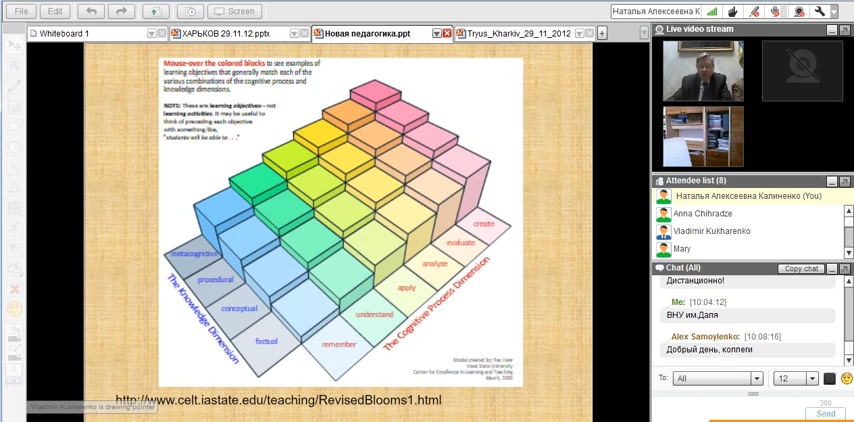 File
Edit
Screen
Наталья Алексеевна К
Whiteboard 1
ХАРЬКОВ 29.11.12.pptx
Новая педагогика.ppt
Tryus_Kharkiv_29_11_2012
Mouse-over the colored blocks to see examples of
learning objectives that generally match each of the
various combinations of the cognitive process and
knowledge dimensions.
NOTE: These are learning objectives—not
learning activities. It may be useful to
think of preceding each objective
with something like,
"students will be able to . . ."
metacognitive
procedural
conceptual
factual
The Knowledge Dimension
remember
understand
apply
analyze
evaluate
create
The Cognitive Process Dimension
Model created by: Rex Heer
Iowa State University
Center for Excellence in Learning and Teaching
http://www.celt.iastate.edu/teaching/RevisedBlooms1.html
Vladimir Kukharenko is drawing pointer
Live video stream
Attendee list (8)
Наталья Алексеевна Калиненко (You)
Anna Chihradze
Vladimir Kukharenko
Mary
Chat (All)
Copy chat
Дистанционно!
Me: [10:04:12]
ВНУ им.Даля
Alex Samoylenko: [10:08:16]
Добрый день, коллеги
To:
All
12
300
Send